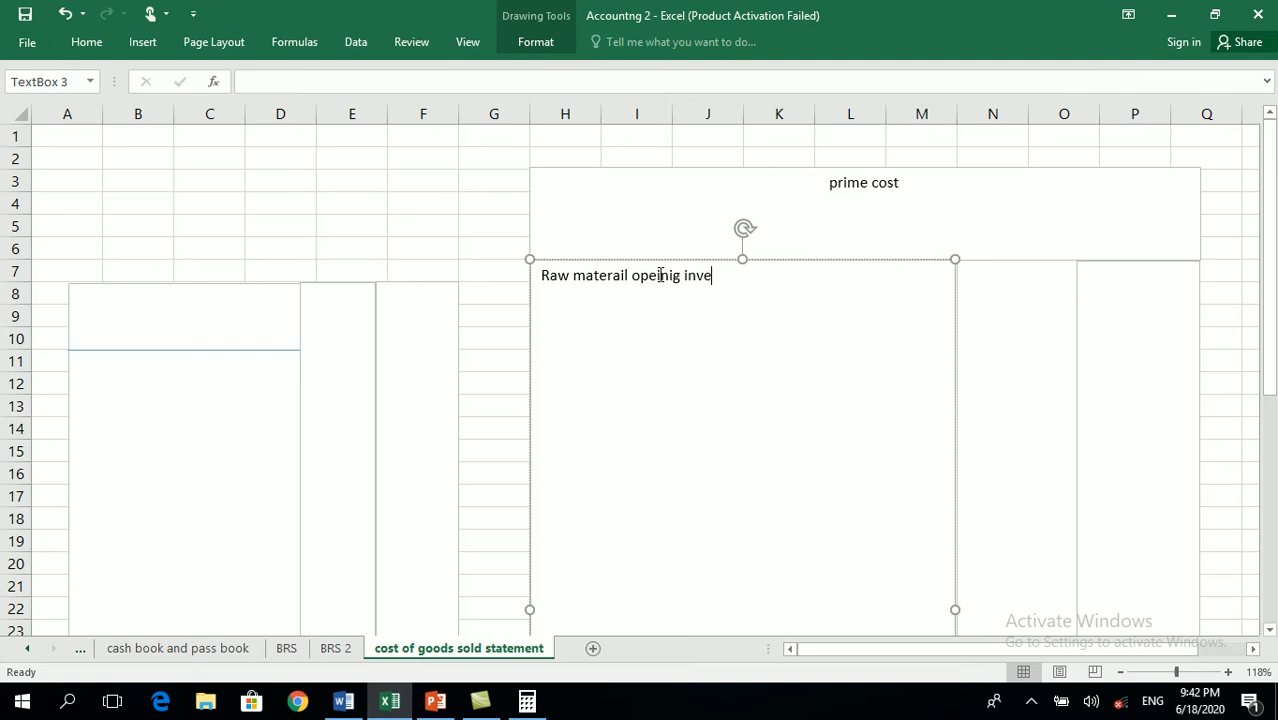 Drawing Tools
Accountng 2 - Excel (Product Activation Failed)
File Home Insert Page Layout Formulas Data Review View Format Tell me what you want to do... Sign in Share
TextBox 3 fx
A B C D E F G H I J K L M N O P Q
1
2
3
prime cost
4
5
6
7
Raw materail opeinig inve
8
9
10
11
12
13
14
15
16
17
18
19
20
21
22
Activate Windows
23
Go to Settings to activate Windows.
... cash book and pass book BRS BRS 2 cost of goods sold statement
Ready 118%
ENG
9:42 PM
6/18/2020